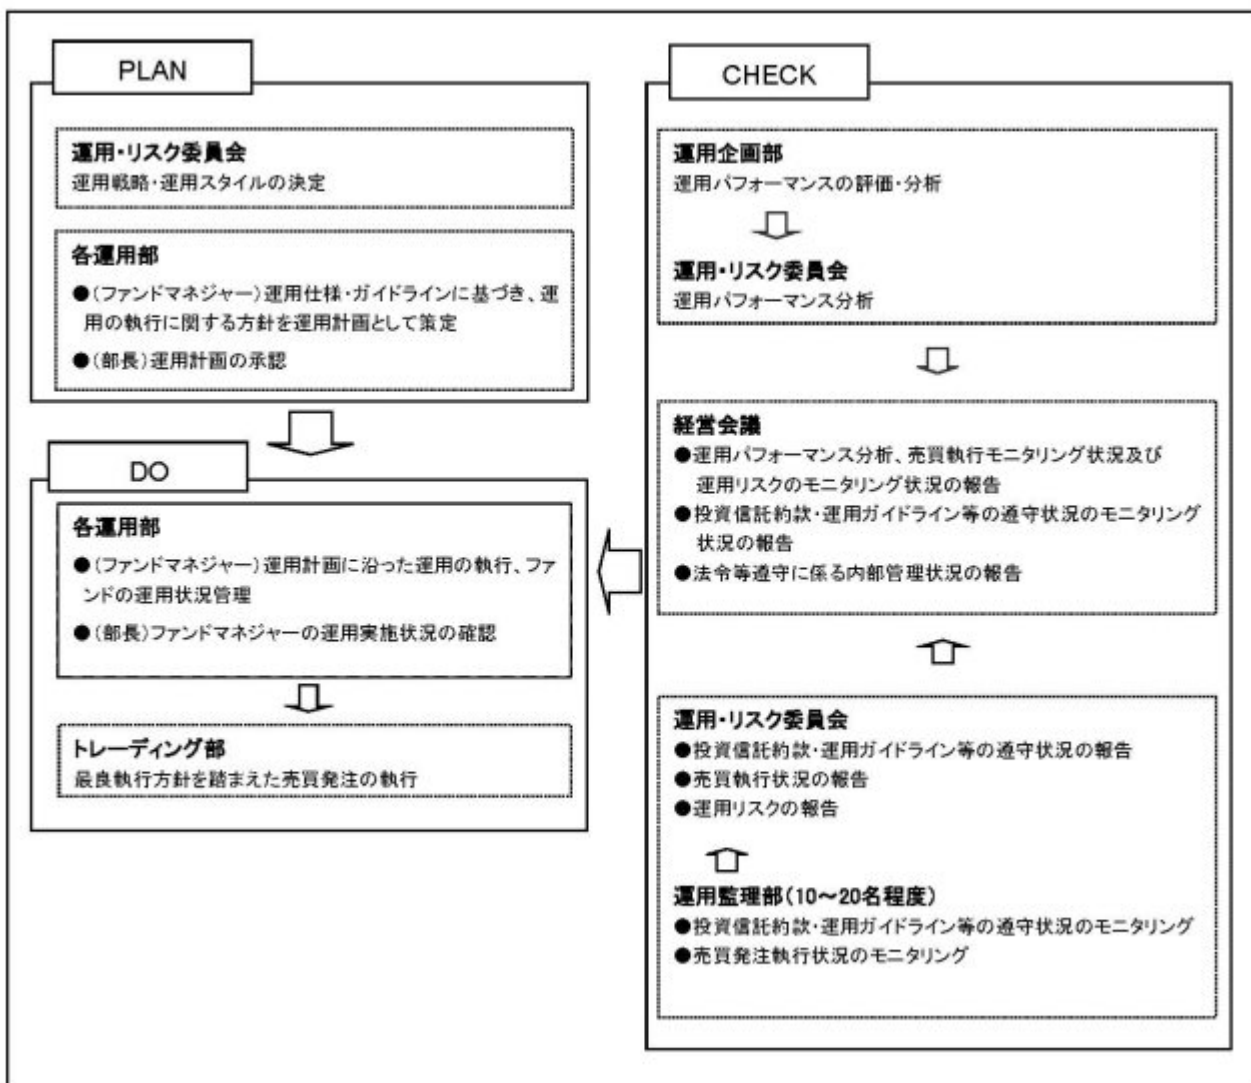 PLAN
運用・リスク委員会
運用戦略・運用スタイルの決定
各運用部
●(ファンドマネジャー)運用仕様・ガイドラインに基づき、運
用の執行に関する方針を運用計画として策定
●(部長)運用計画の承認
DO
各運用部
●(ファンドマネジャー)運用計画に沿った運用の執行、ファ
ンドの運用状況管理
●(部長)ファンドマネジャーの運用実施状況の確認
トレーディング部
最良執行方針を踏まえた売買発注の執行
CHECK
運用企画部
運用パフォーマンスの評価・分析
運用・リスク委員会
運用パフォーマンス分析
経営会議
●運用パフォーマンス分析、売買執行モニタリング状況及び
運用リスクのモニタリング状況の報告
●投資信託約款・運用ガイドライン等の遵守状況のモニタリング
状況の報告
●法令等遵守に係る内部管理状況の報告
運用・リスク委員会
●投資信託約款・運用ガイドライン等の遵守状況の報告
●売買執行状況の報告
●運用リスクの報告
運用監理部(10～20名程度)
●投資信託約款・運用ガイドライン等の遵守状況のモニタリング
●売買発注執行状況のモニタリング